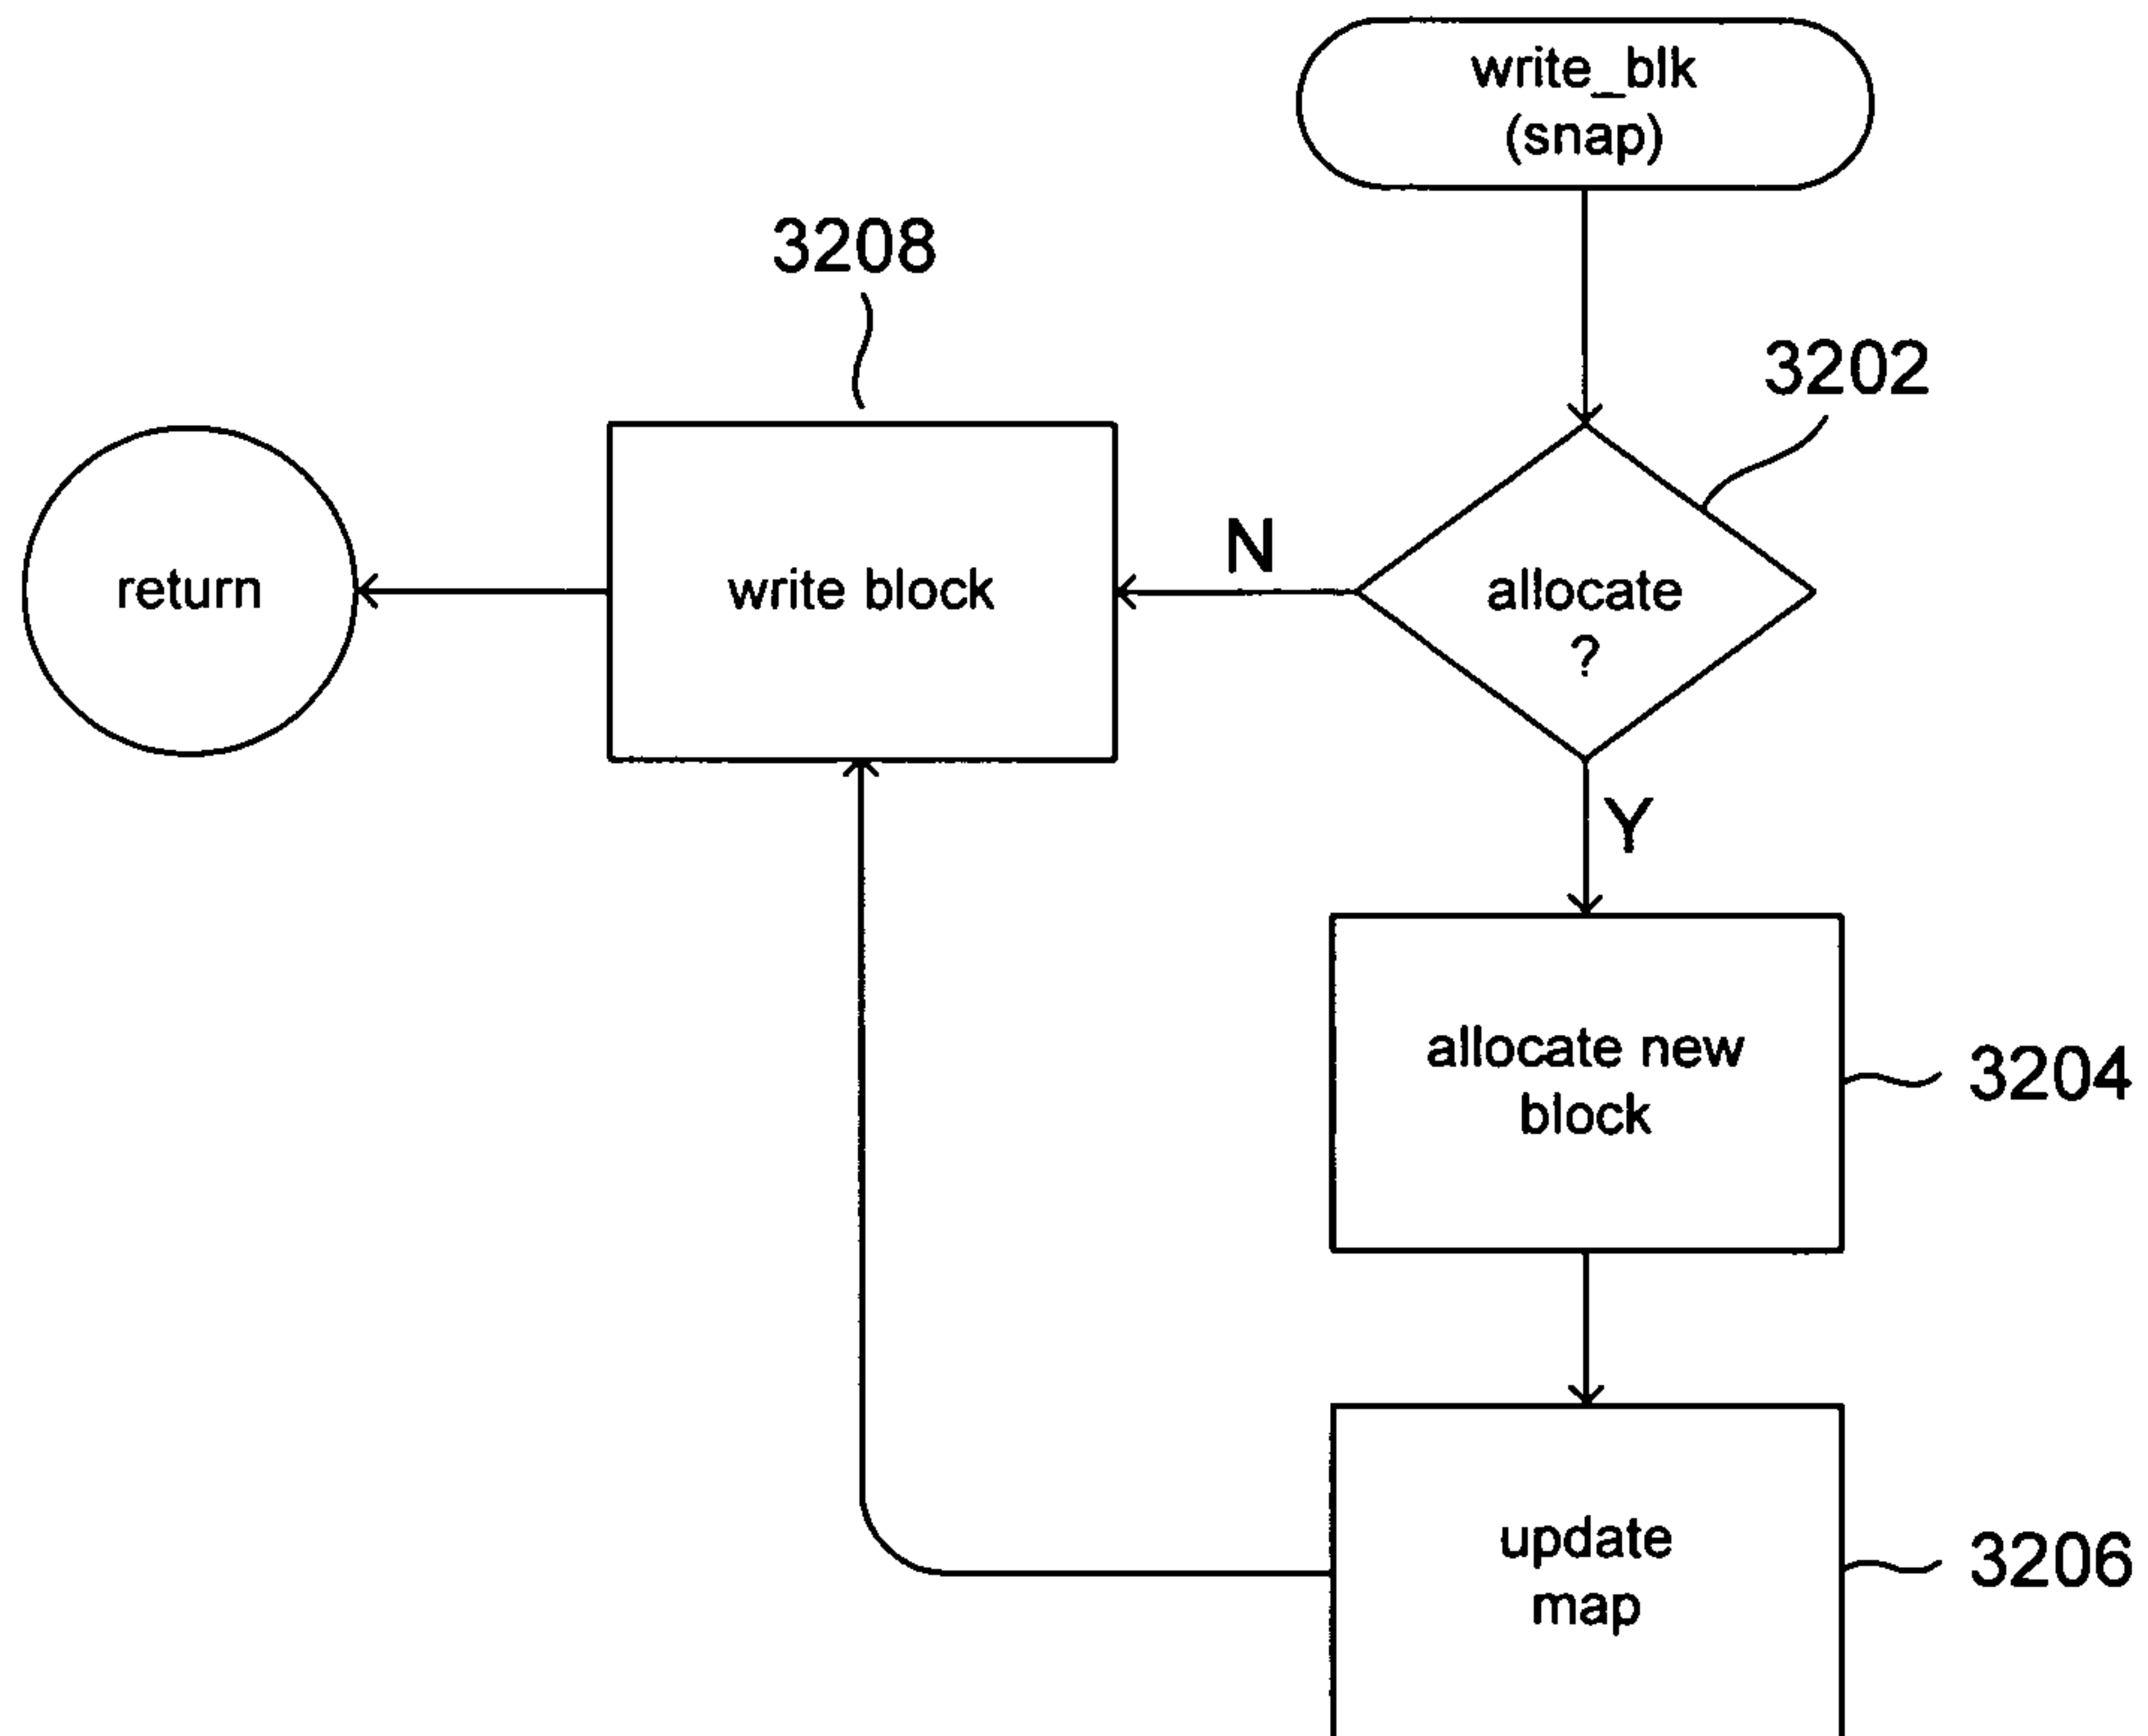 write_blk
(snap)
3208
3202
return
write block
N
allocate
?
Y
allocate new
block
3204
update
map
3206